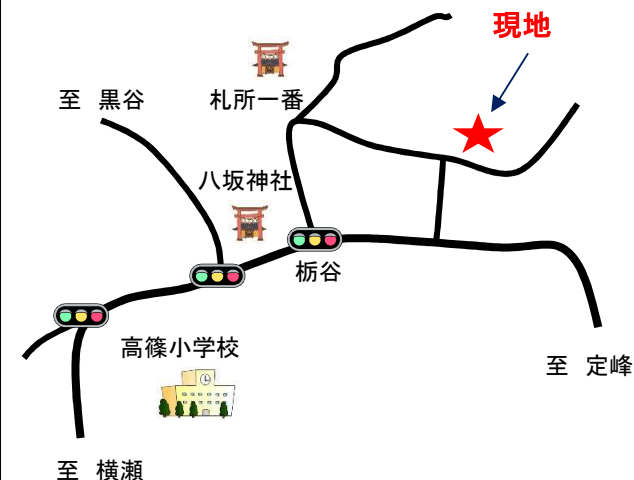 現地
至　黒谷
札所一番
八坂神社
栃谷
高篠小学校
至　定峰
至　横瀬